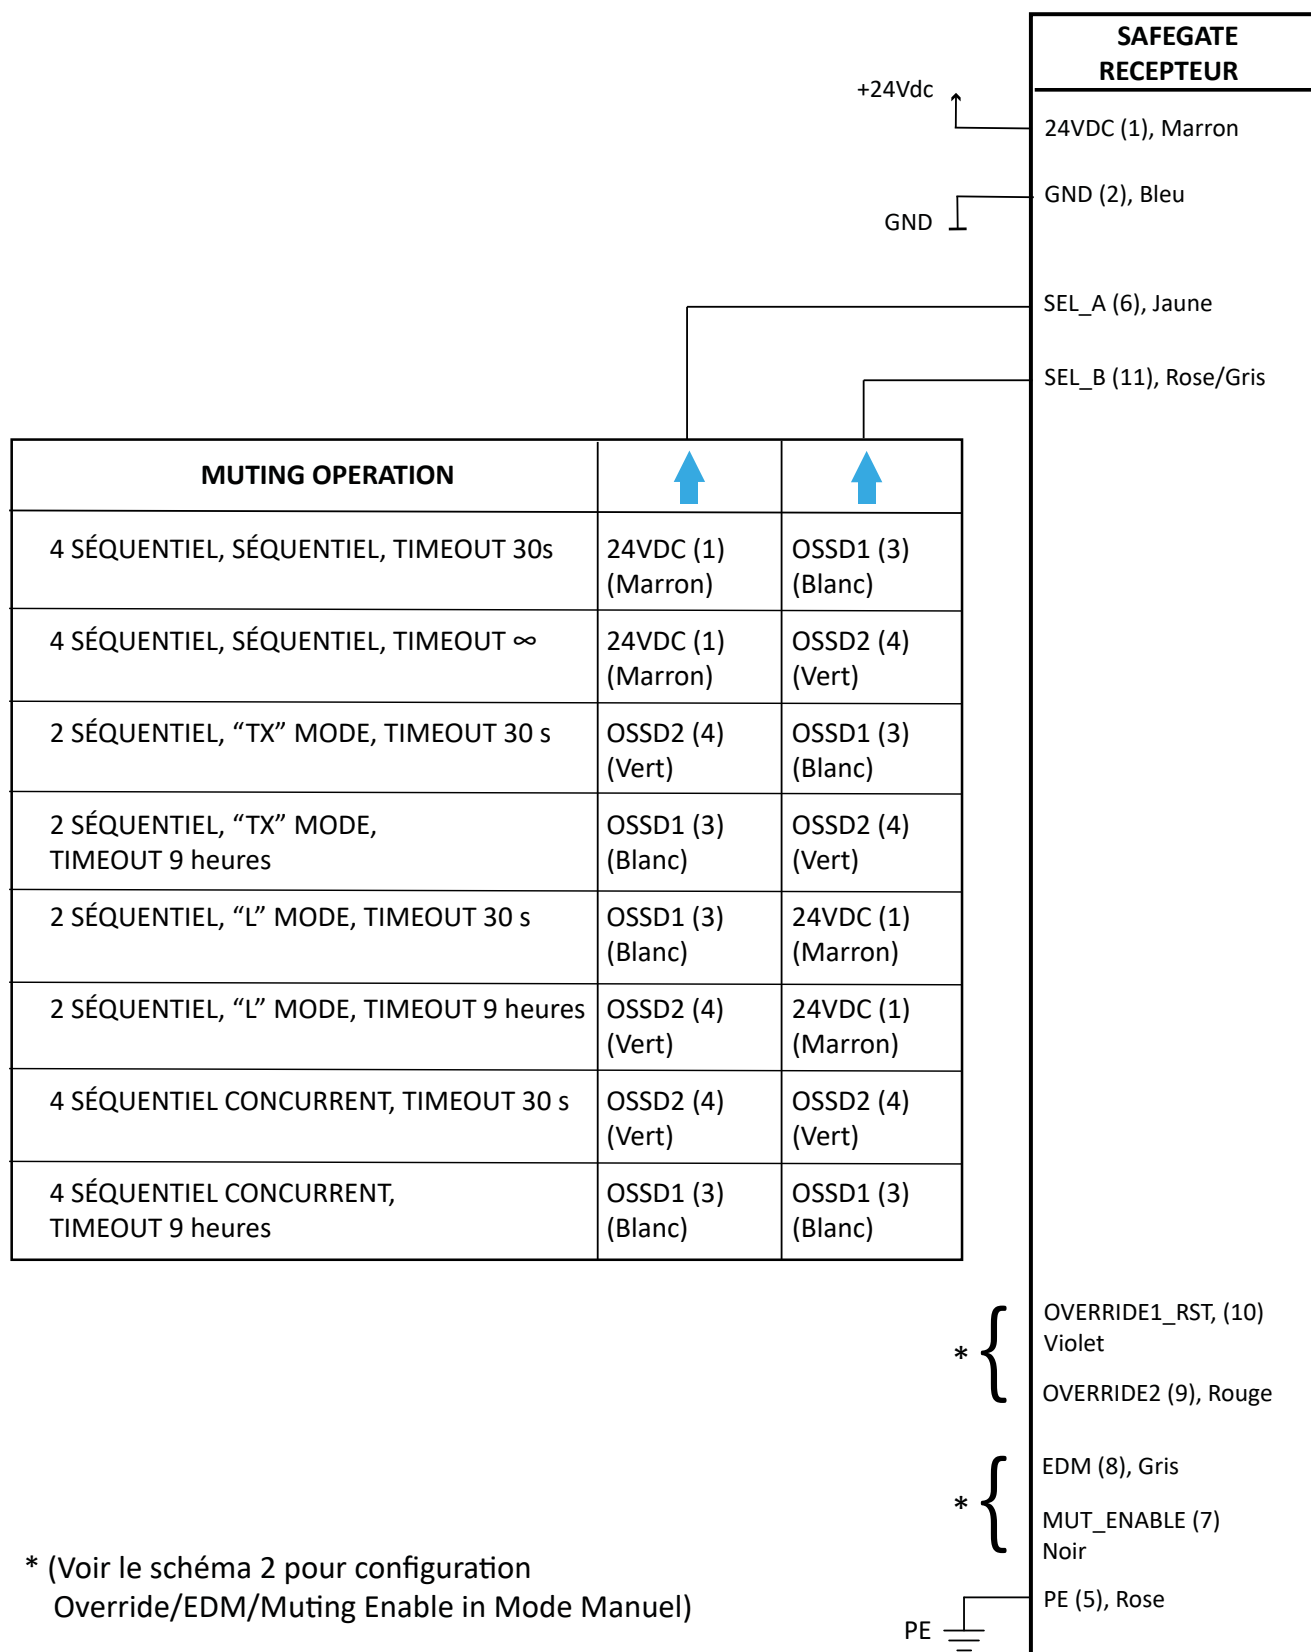 SAFEGATE
RECEPTEUR
+24Vdc
24VDC (1), Marron
GND (2), Bleu
GND
SEL_A (6), Jaune
SEL_B (11), Rose/Gris
MUTING OPERATION
4 SÉQUENTIEL, SÉQUENTIEL, TIMEOUT 30s
24VDC (1)
(Marron)
OSSD1 (3)
(Blanc)
4 SÉQUENTIEL, SÉQUENTIEL, TIMEOUT ∞
24VDC (1)
(Marron)
OSSD2 (4)
(Vert)
2 SÉQUENTIEL, “TX” MODE, TIMEOUT 30 s
OSSD2 (4)
(Vert)
OSSD1 (3)
(Blanc)
2 SÉQUENTIEL, “TX” MODE,
TIMEOUT 9 heures
OSSD1 (3)
(Blanc)
OSSD2 (4)
(Vert)
2 SÉQUENTIEL, “L” MODE, TIMEOUT 30 s
OSSD1 (3)
(Blanc)
24VDC (1)
(Marron)
2 SÉQUENTIEL, “L” MODE, TIMEOUT 9 heures
OSSD2 (4)
(Vert)
24VDC (1)
(Marron)
4 SÉQUENTIEL CONCURRENT, TIMEOUT 30 s
OSSD2 (4)
(Vert)
OSSD2 (4)
(Vert)
4 SÉQUENTIEL CONCURRENT,
TIMEOUT 9 heures
OSSD1 (3)
(Blanc)
OSSD1 (3)
(Blanc)
OVERRIDE1_RST, (10)
Violet
*
OVERRIDE2 (9), Rouge
EDM (8), Gris
*
MUT_ENABLE (7)
Noir
* (Voir le schéma 2 pour configuration
Override/EDM/Muting Enable in Mode Manuel)
PE (5), Rose
PE